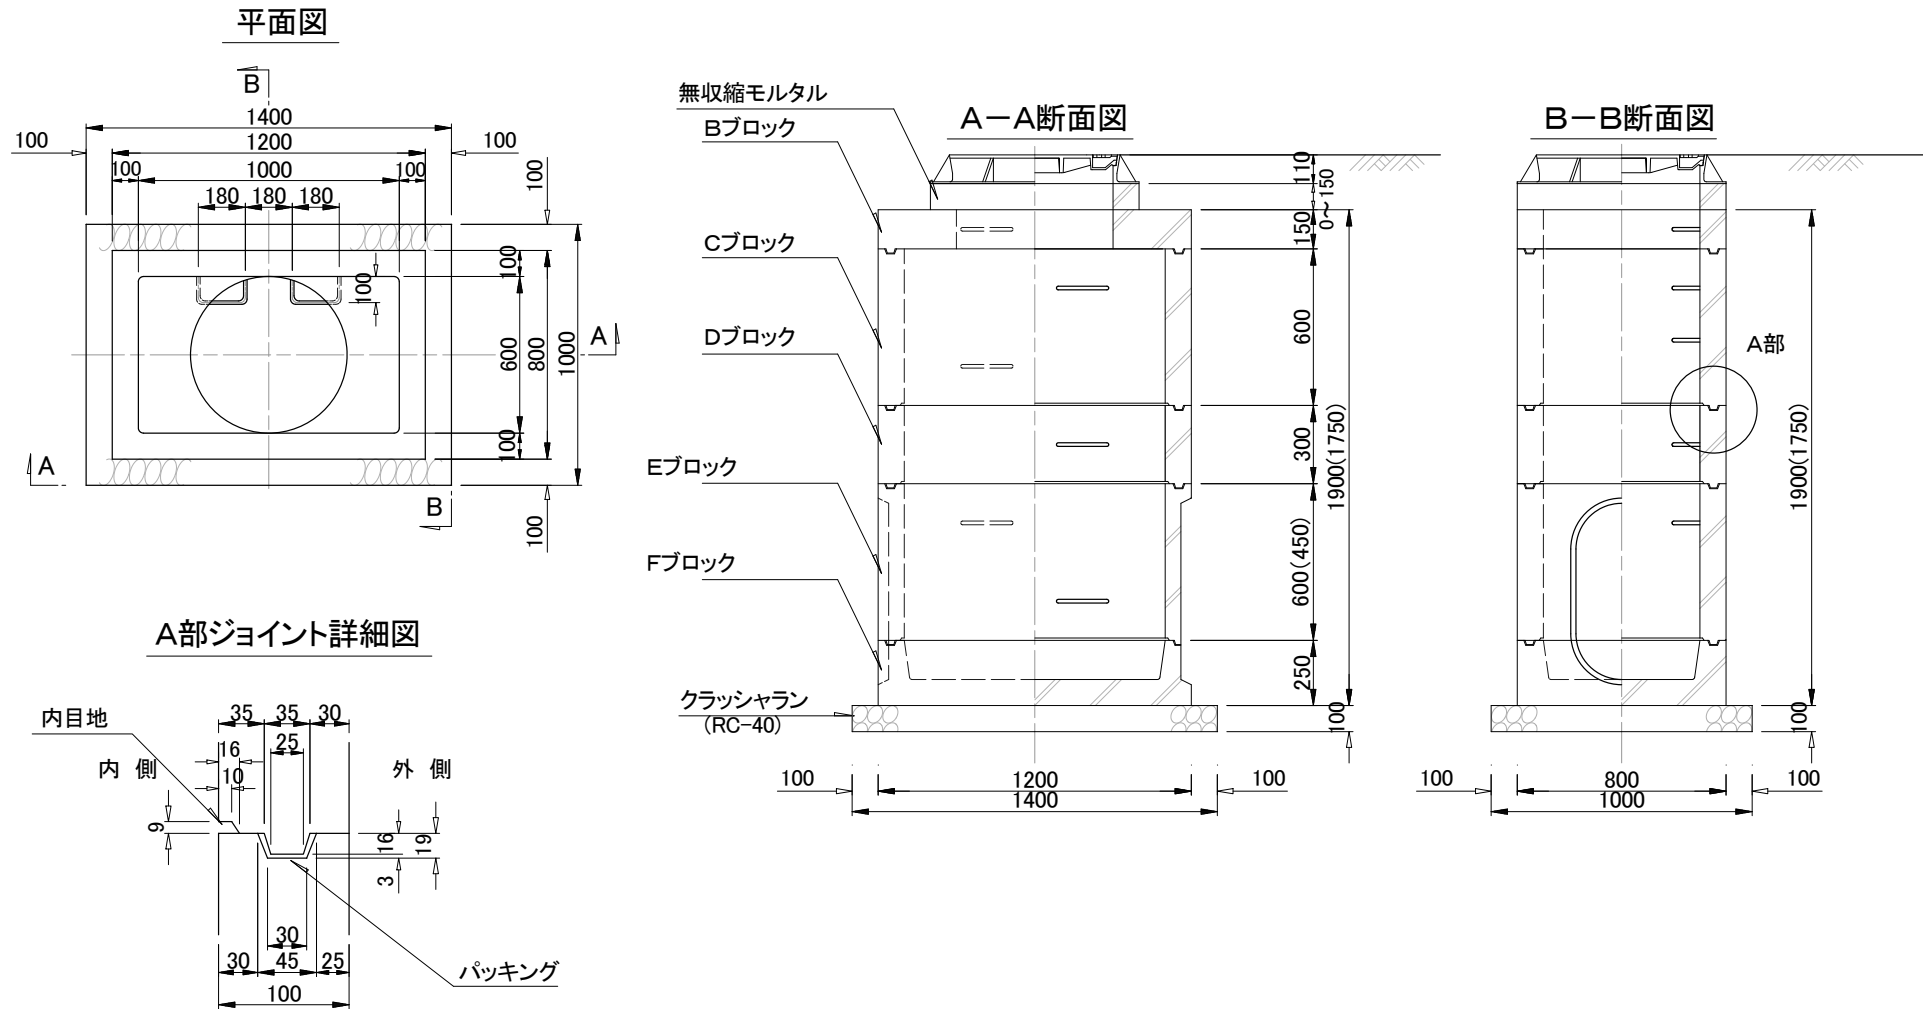 平面図
B
1400
100
1200
100
100
1000
100
180
180
180
100
100
100
600
800
1000
100
100
A
A
B
A部ジョイント詳細図
内目地
35
35
30
16
25
内 側
10
外 側
9
16
19
3
30
30
45
25
100
パッキング
A－A断面図
無収縮モルタル
Bブロック
Cブロック
Dブロック
Eブロック
Fブロック
クラッシャラン
(RC-40)
110
0～150
150
600
300
600(450)
250
1900(1750)
100
100
1200
100
1400
B－B断面図
A部
1900(1750)
100
100
800
100
1000